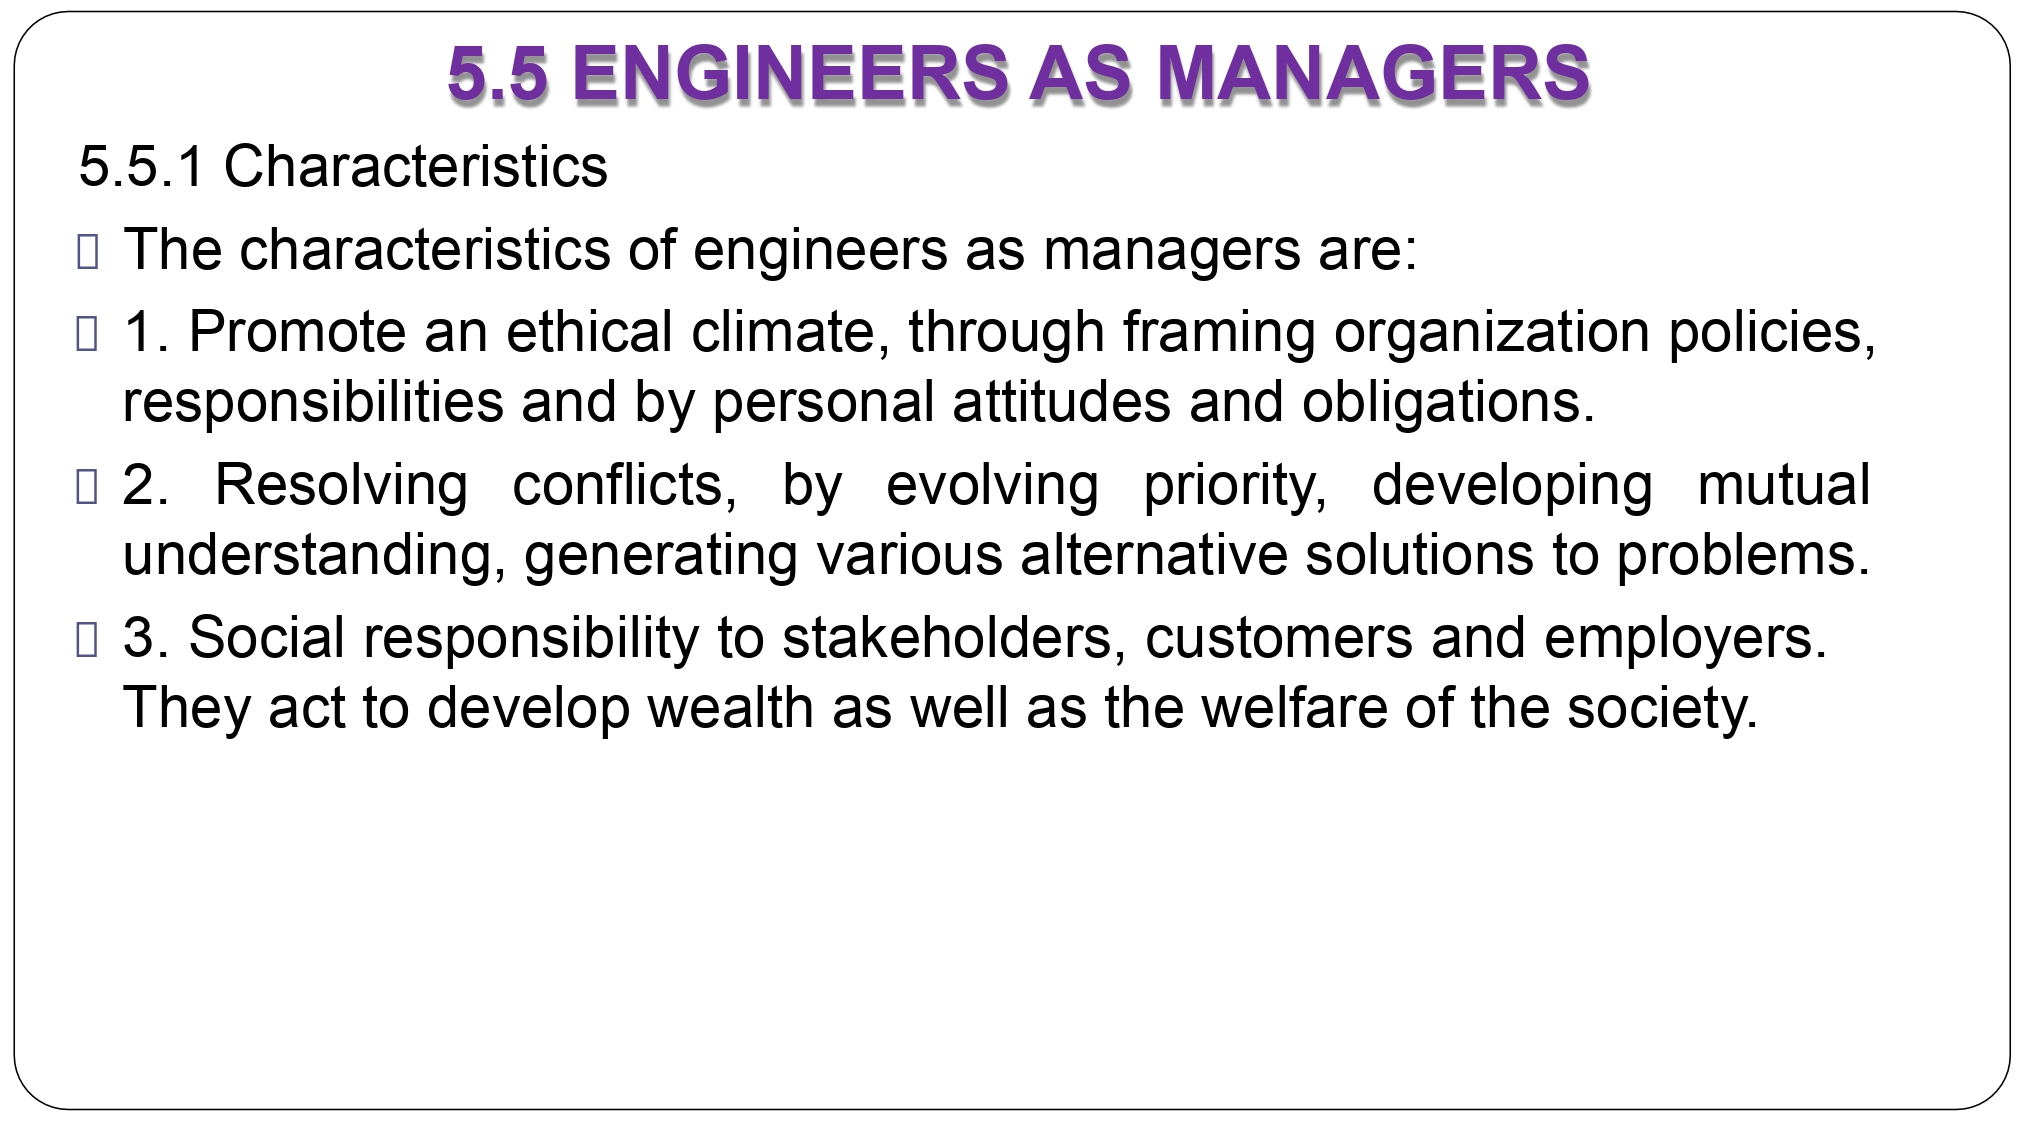 5.5 ENGINEERS AS MANAGERS
5.5.1 Characteristics
The characteristics of engineers as managers are:
1. Promote an ethical climate, through framing organization policies,
responsibilities and by personal attitudes and obligations.
2. Resolving conflicts, by evolving priority, developing mutual
understanding, generating various alternative solutions to problems.
3. Social responsibility to stakeholders, customers and employers.
They act to develop wealth as well as the welfare of the society.